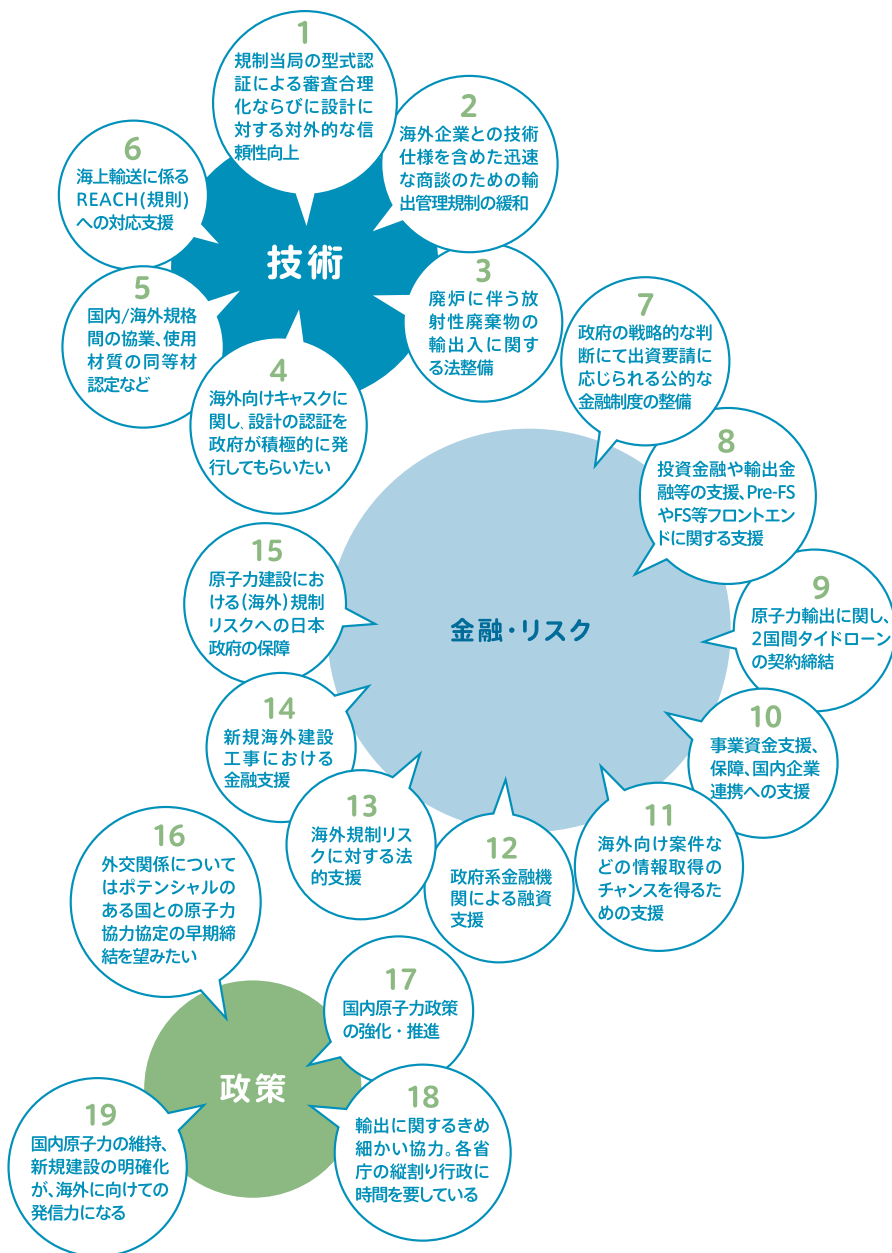 1
規制当局の型式認
証による審査合理
化ならびに設計に
対する対外的な信
頼性向上
2
海外企業との技術
仕様を含めた迅速
な商談のための輸
出管理規制の緩和
6
海上輸送に係る
REACH(規則)
への対応支援
技術
3
廃炉に伴う放
射性廃棄物の
輸出入に関す
る法整備
5
国内/海外規格
間の協業、使用
材質の同等材
認定など
4
海外向けキャスクに
関し、設計の認証を
政府が積極的に発
行してもらいたい
7
政府の戦略的な判
断にて出資要請に
応じられる公的な
金融制度の整備
8
投資金融や輸出金
融等の支援、Pre-FS
やFS等フロントエン
ドに関する支援
15
原子力建設にお
ける(海外)規制
リスクへの日本
政府の保障
金融・リスク
9
原子力輸出に関し、
2国間タイドローン
の契約締結
14
新規海外建設
工事における
金融支援
10
事業資金支援、
保障、国内企業
連携への支援
13
海外規制リス
クに対する法
的支援
12
政府系金融機
関による融資
支援
11
海外向け案件な
どの情報取得の
チャンスを得るた
めの支援
16
外交関係について
はポテンシャルの
ある国との原子力
協力協定の早期締
結を望みたい
17
国内原子力政策
の強化・推進
政策
18
輸出に関するきめ
細かい協力。各省
庁の縦割り行政に
時間を要している
19
国内原子力の維持、
新規建設の明確化
が、海外に向けての
発信力になる